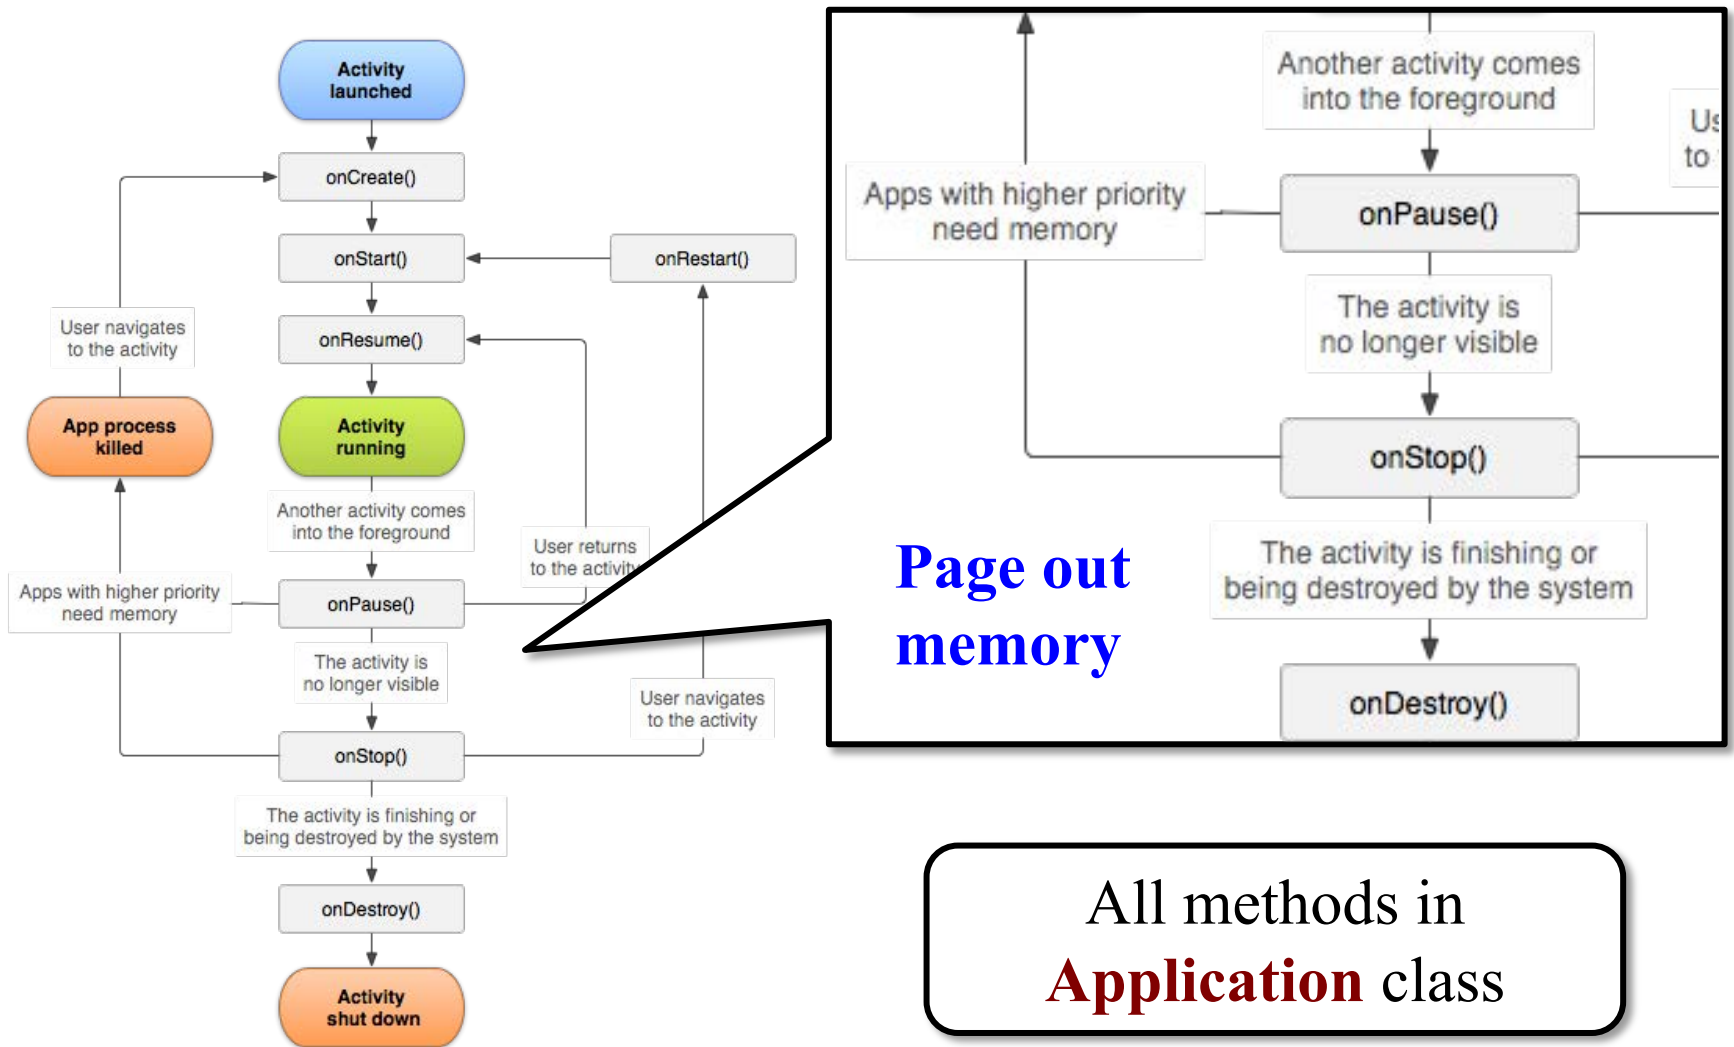 Activity
launched
onCreate()
onStart()
onRestart()
User navigates
to the activity
onResume()
App process
killed
Activity
running
Another activity comes
into the foreground
User returns
to the activity
Apps with higher priority
need memory
onPause()
The activity is
no longer visible
User navigates
to the activity
onStop()
The activity is finishing or
being destroyed by the system
onDestroy()
Activity
shut down
Another activity comes
into the foreground
Us
to
Apps with higher priority
need memory
onPause()
The activity is
no longer visible
onStop()
Page out
memory
The activity is finishing or
being destroyed by the system
onDestroy()
All methods in
Application class